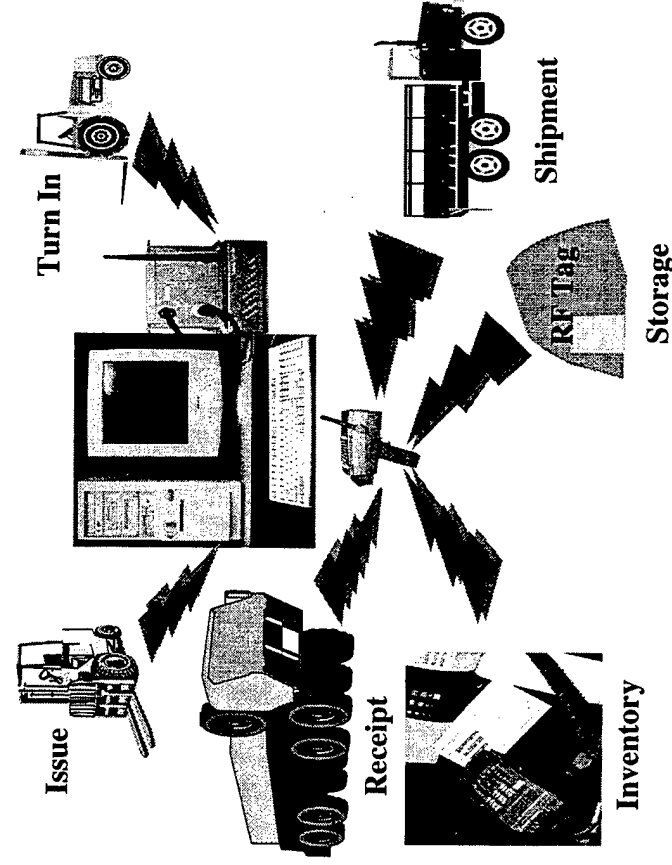 Issue
Turn In
Receipt
Shipment
RF Tag
Inventory
Storage